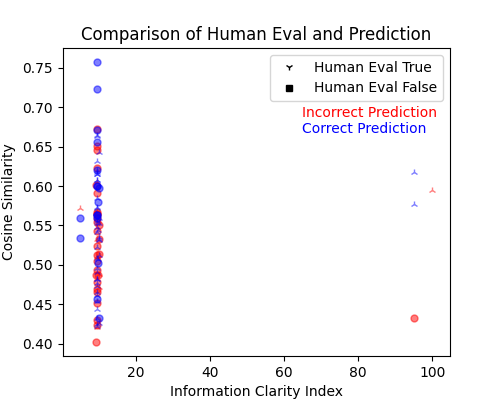 Comparison of Human Eval and Prediction
Human Eval True
Human Eval False
Incorrect Prediction
Correct Prediction
Cosine Similarity
0.75
0.70
0.65
0.60
0.55
0.50
0.45
0.40
20
40
60
80
100
Information Clarity Index